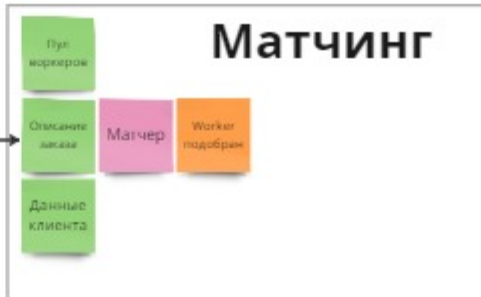 Матчинг
Пул
воркеров
Описание
заказа
Матчер
Worker
подобран
Данные
клиента